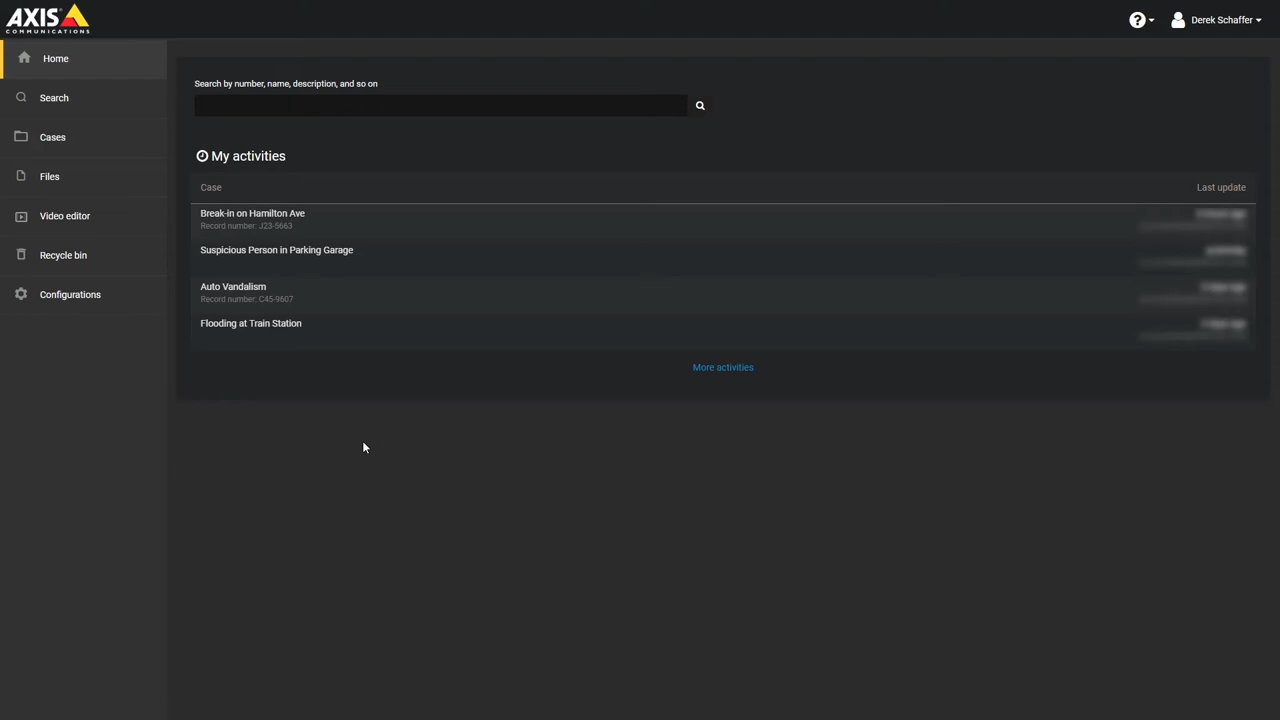 AXIS
COMMUNICATIONS
Derek Schaffer
Home
Search
Cases
Files
Video editor
Recycle bin
Configurations
Search by number, name, description, and so on
My activities
Case
Last update
Break-in on Hamilton Ave
Record number: J23-5663
Suspicious Person in Parking Garage
Auto Vandalism
Record number: C45-9607
Flooding at Train Station
More activities